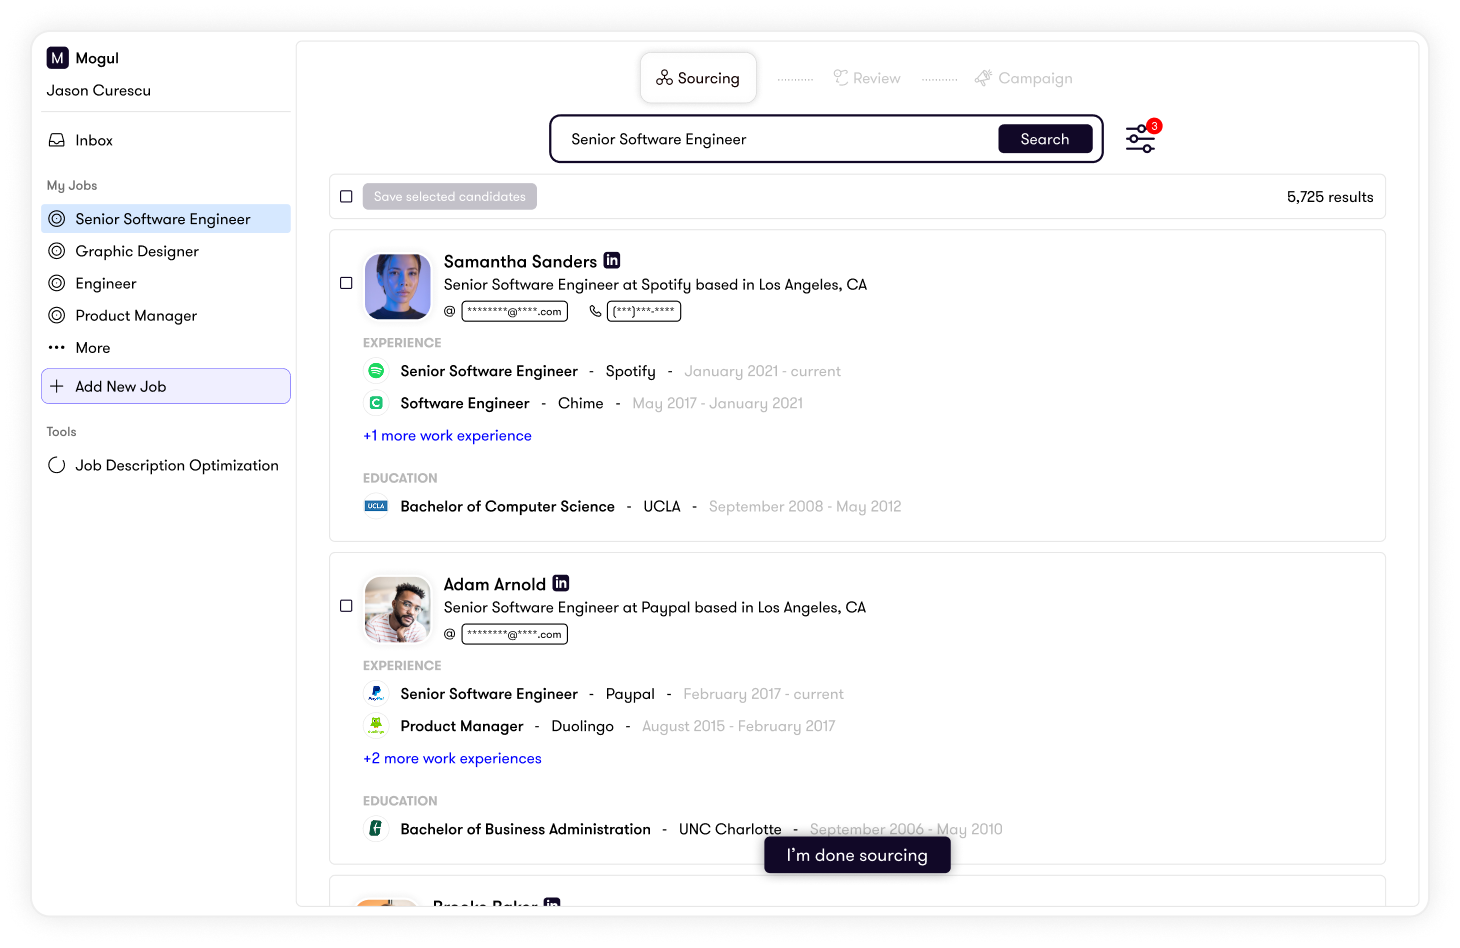 M Mogul
Jason Curescu
Inbox
My Jobs
Senior Software Engineer
Graphic Designer
Engineer
Product Manager
More
Add New Job
Tools
Job Description Optimization
Sourcing Review Campaign
Senior Software Engineer Search 3
Save selected candidates 5,725 results
Samantha Sanders in
Senior Software Engineer at Spotify based in Los Angeles, CA
@ ********@****.com (***)***-****
EXPERIENCE
Senior Software Engineer - Spotify - January 2021 - current
Software Engineer - Chime - May 2017 - January 2021
+1 more work experience
EDUCATION
UCLA Bachelor of Computer Science - UCLA - September 2008 - May 2012
Adam Arnold in
Senior Software Engineer at Paypal based in Los Angeles, CA
@ ********@****.com
EXPERIENCE
PayPal Senior Software Engineer - Paypal - February 2017 - current
duolingo Product Manager - Duolingo - August 2015 - February 2017
+2 more work experiences
EDUCATION
Bachelor of Business Administration - UNC Charlotte - September 2006 - May 2010
I'm done sourcing
Brooke Baker in